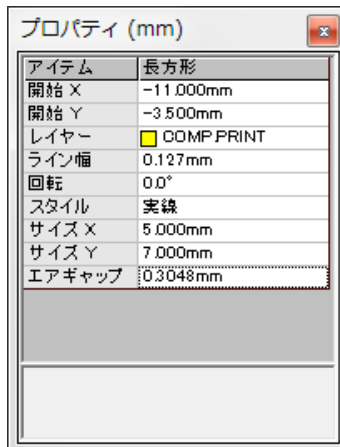 プロパティ (mm)
アイテム 長方形
開始 X -11.000mm
開始 Y -3.500mm
レイヤー COMP.PRINT
ライン幅 0.127mm
回転 0.0°
スタイル 実線
サイズ X 5.000mm
サイズ Y 7.000mm
エアギャップ 0.3048mm